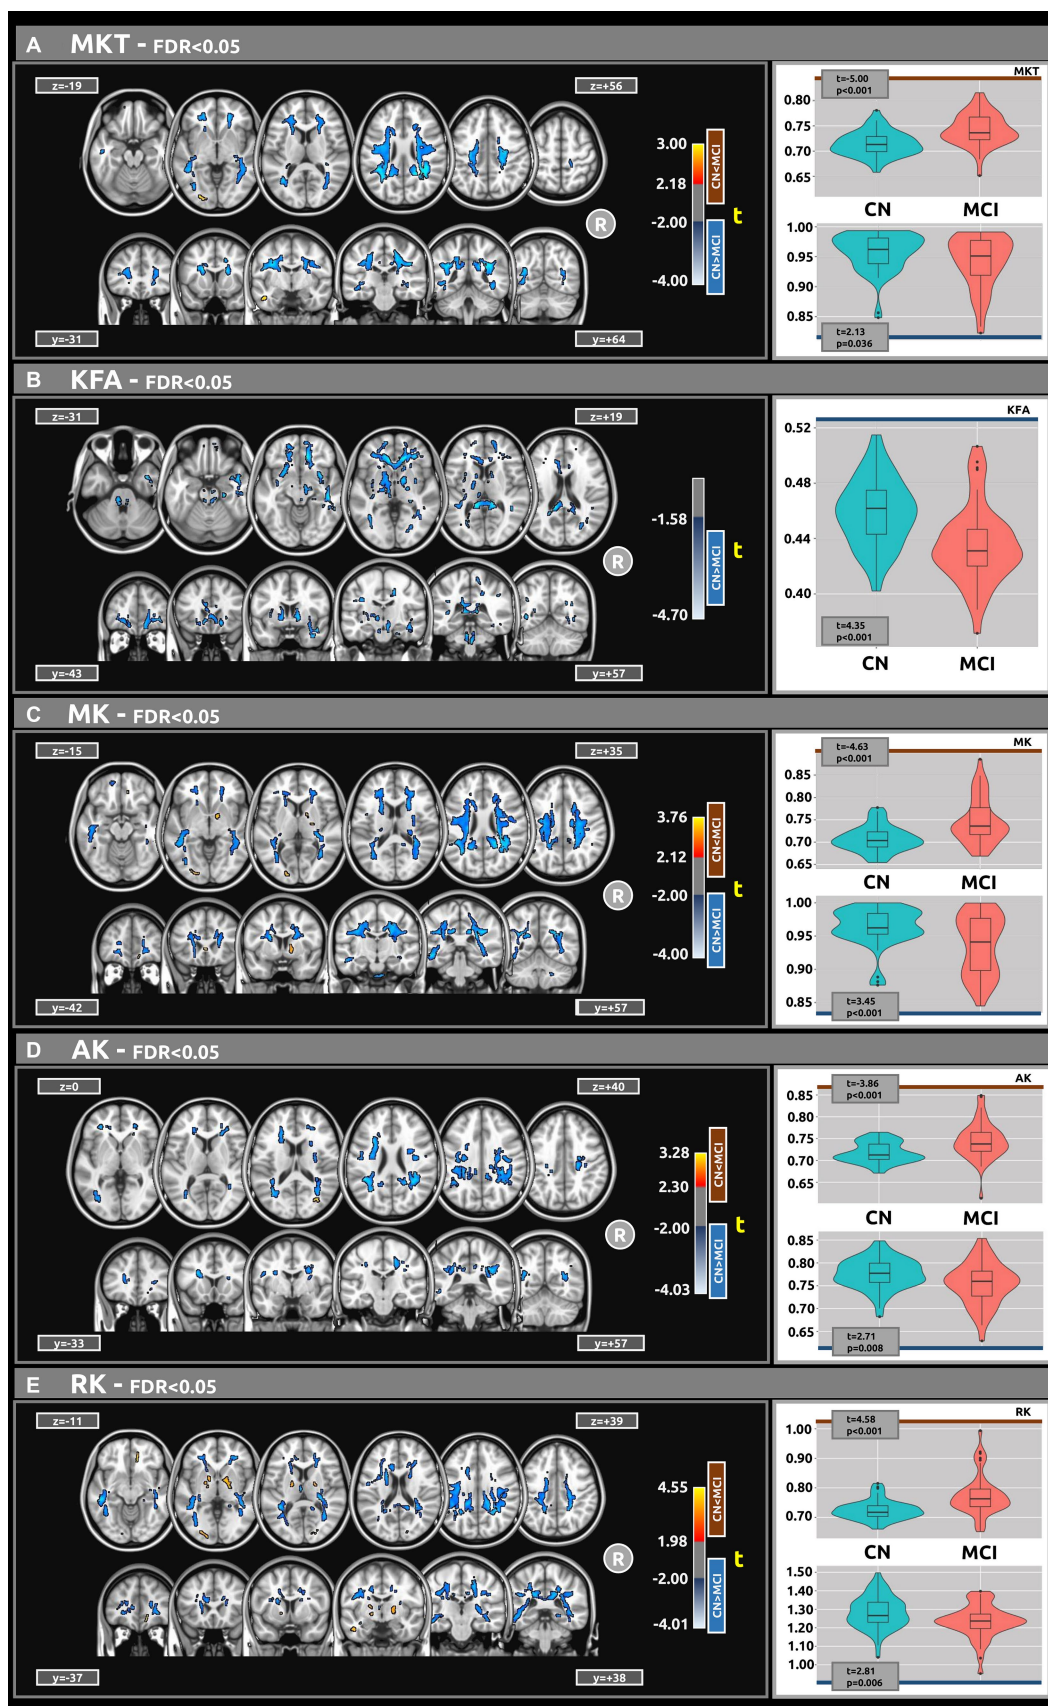 A MKT - FDR<0.05
z=-19 z=+56
3.00
2.18
-2.00
-4.00
CN<MCI
CN>MCI
t
R
y=-31 y=+64
MKT
t=-5.00
p<0.001
0.80
0.75
0.70
0.65
CN MCI
1.00
0.95
0.90
0.85
t=2.13
p=0.036
B KFA - FDR<0.05
z=-31 z=+19
-1.58
-4.70
CN>MCI
t
R
y=-43 y=+57
KFA
0.52
0.48
0.44
0.40
t=4.35
p<0.001
CN MCI
C MK - FDR<0.05
z=-15 z=+35
3.76
2.12
-2.00
-4.00
CN<MCI
CN>MCI
t
R
y=-42 y=+57
MK
t=-4.63
p<0.001
0.85
0.80
0.75
0.70
0.65
CN MCI
1.00
0.95
0.90
0.85
t=3.45
p<0.001
D AK - FDR<0.05
z=0 z=+40
3.28
2.30
-2.00
-4.03
CN<MCI
CN>MCI
t
R
y=-33 y=+57
AK
t=-3.86
p<0.001
0.85
0.75
0.70
0.65
CN MCI
0.85
0.80
0.75
0.70
0.65
t=2.71
p=0.008
E RK - FDR<0.05
z=-11 z=+39
4.55
1.98
-2.00
-4.01
CN<MCI
CN>MCI
t
R
y=-37 y=+38
RK
t=4.58
p<0.001
1.00
0.90
0.80
0.70
CN MCI
1.50
1.40
1.30
1.20
1.10
1.00
t=2.81
p=0.006